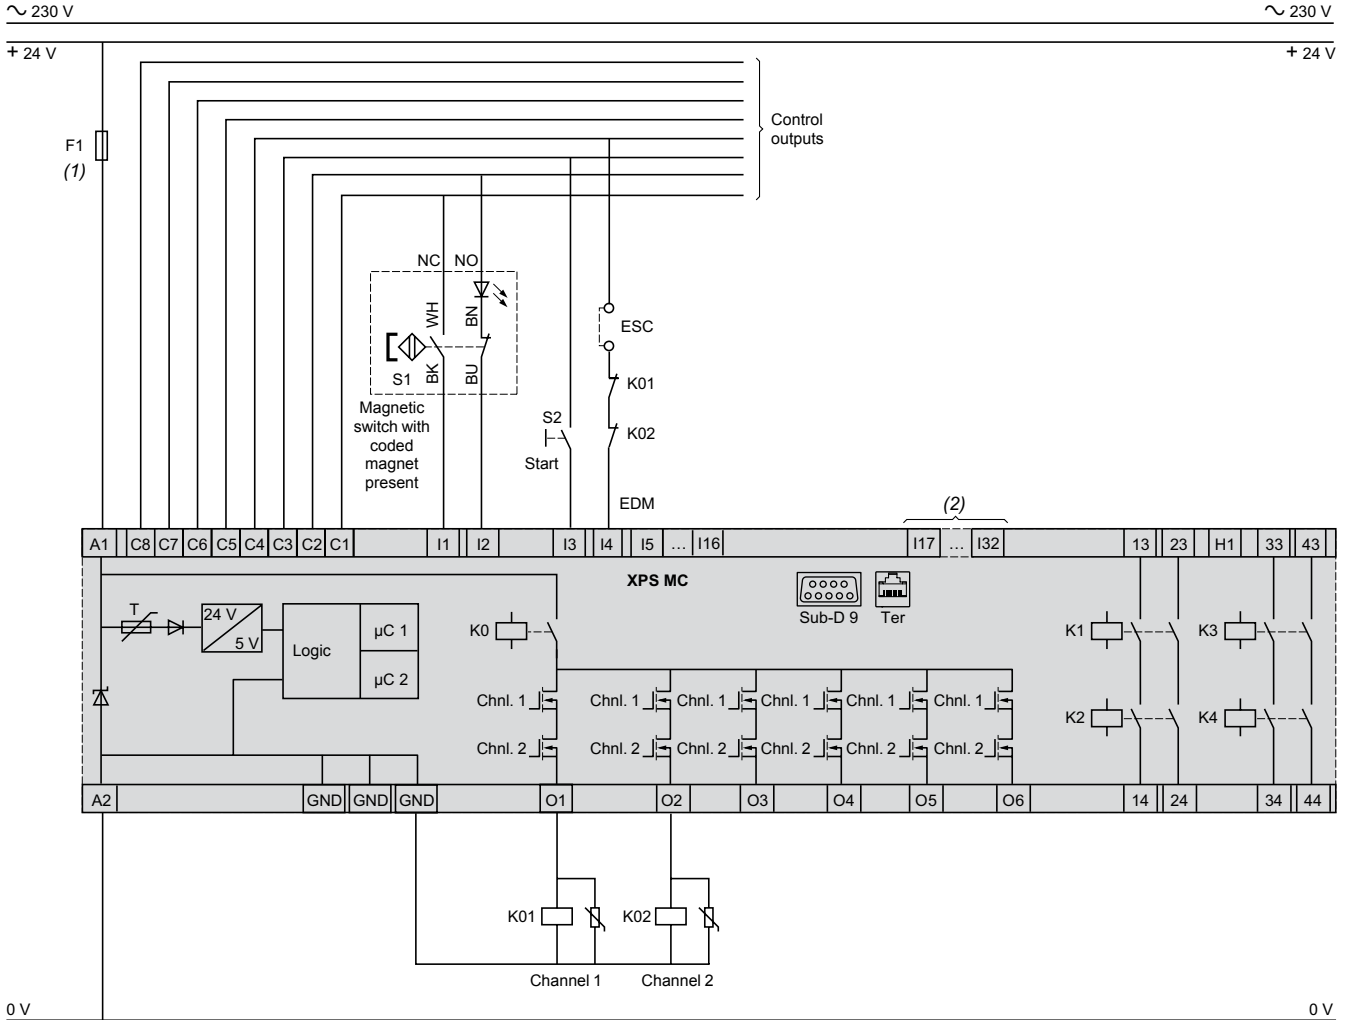 230 V
230 V
+ 24 V
+ 24 V
F1
(1)
Control
outputs
NC
NO
WH
BN
S1
BK
BU
Magnetic
switch with
coded
magnet
present
S2
Start
ESC
K01
K02
EDM
(2)
A1
C8
C7
C6
C5
C4
C3
C2
C1
I1
I2
I3
I4
I5
...
I16
I17
...
I32
13
23
H1
33
43
XPS MC
Sub-D 9
Ter
T
24 V
5 V
Logic
µC 1
µC 2
K0
K1
K3
K2
K4
Chnl. 1
Chnl. 1
Chnl. 1
Chnl. 1
Chnl. 1
Chnl. 1
Chnl. 2
Chnl. 2
Chnl. 2
Chnl. 2
Chnl. 2
Chnl. 2
A2
GND
GND
GND
O1
O2
O3
O4
O5
O6
14
24
34
44
K01
K02
Channel 1
Channel 2
0 V
0 V